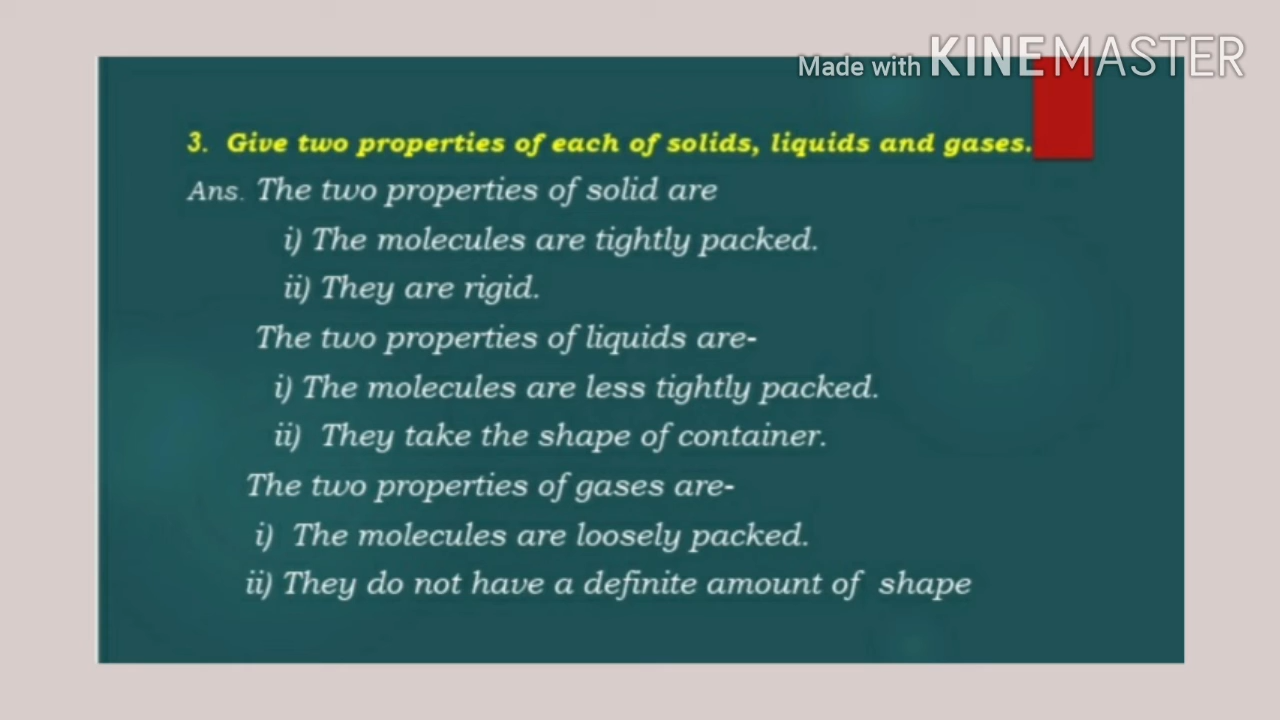 Made with KINEMASTER
3. Give two properties of each of solids, liquids and gases.
Ans. The two properties of solid are
i) The molecules are tightly packed.
ii) They are rigid.
The two properties of liquids are-
i) The molecules are less tightly packed.
ii) They take the shape of container.
The two properties of gases are-
i) The molecules are loosely packed.
ii) They do not have a definite amount of shape